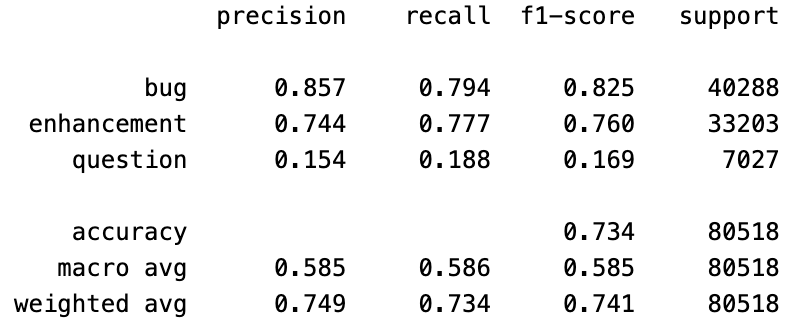 precision recall f1-score support
bug 0.857 0.794 0.825 40288
enhancement 0.744 0.777 0.760 33203
question 0.154 0.188 0.169 7027
accuracy 0.734 80518
macro avg 0.585 0.586 0.585 80518
weighted avg 0.749 0.734 0.741 80518